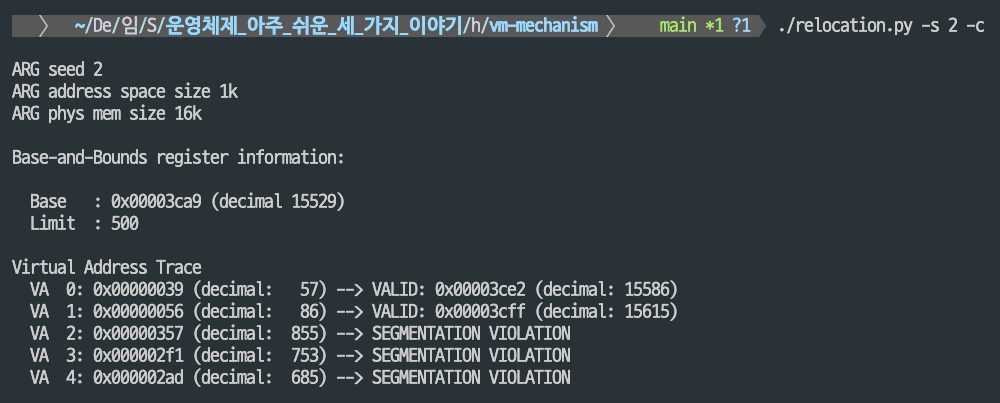 ~/De/임/S/운영체제_아주_쉬운_세_가지_이야기/h/vm-mechanism main *1 ?1 ./relocation.py -s 2 -c
ARG seed 2
ARG address space size 1k
ARG phys mem size 16k
Base-and-Bounds register information:
Base : 0x00003ca9 (decimal 15529)
Limit : 500
Virtual Address Trace
VA 0: 0x00000039 (decimal: 57) --> VALID: 0x00003ce2 (decimal: 15586)
VA 1: 0x00000056 (decimal: 86) --> VALID: 0x00003cff (decimal: 15615)
VA 2: 0x00000357 (decimal: 855) --> SEGMENTATION VIOLATION
VA 3: 0x000002f1 (decimal: 753) --> SEGMENTATION VIOLATION
VA 4: 0x000002ad (decimal: 685) --> SEGMENTATION VIOLATION